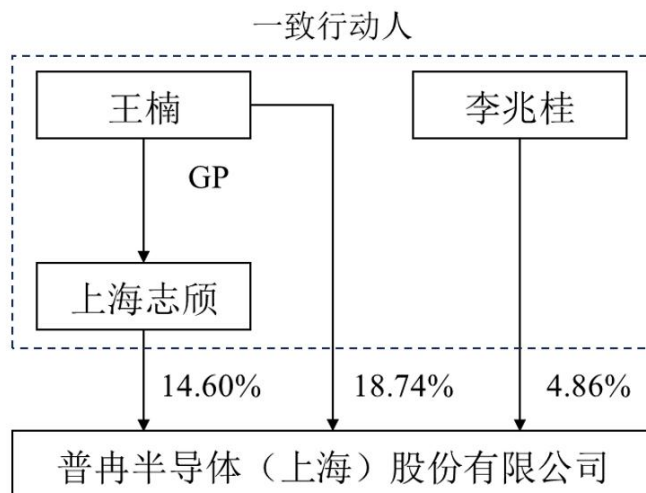 一致行动人
王楠
李兆桂
GP
上海志颀
14.60%
18.74%
4.86%
普冉半导体（上海）股份有限公司